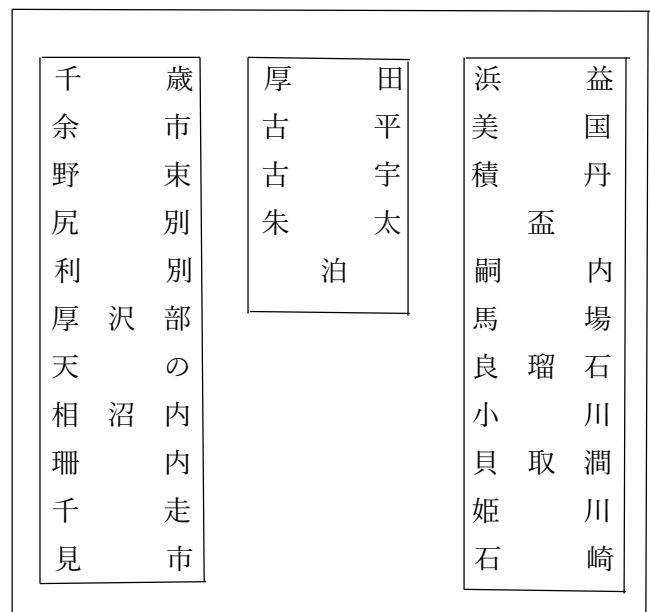 千歳
余市
野束
尻別
利別
厚沢部
天の
相沼内
珊内
千走
見市
厚田
古平
古宇
朱太
泊
浜益
美国
積丹
盃
嗣内
馬場
良瑠石
小川
貝取澗
姫川
石崎